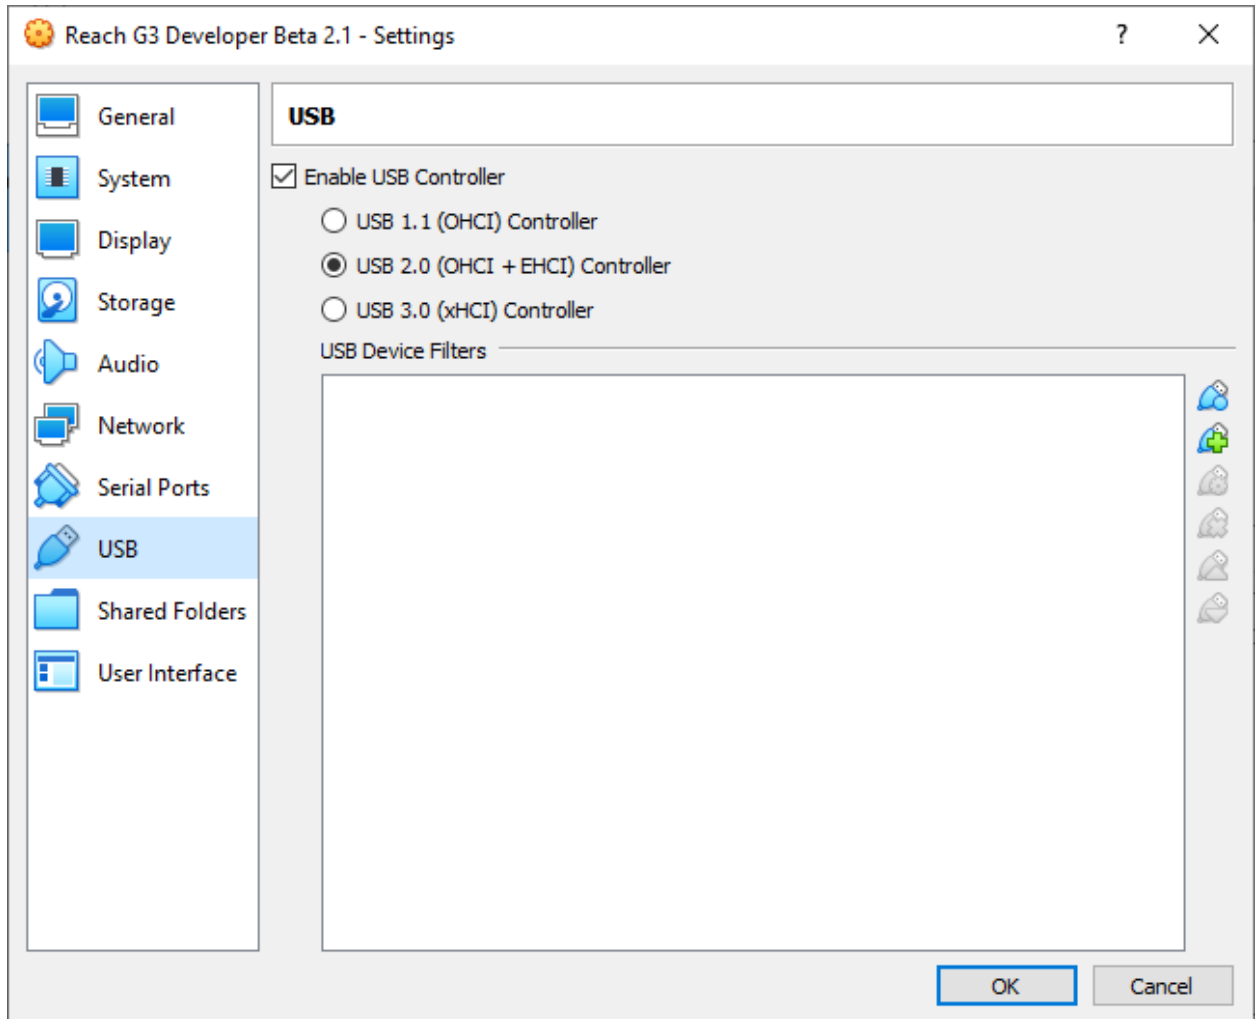 Reach G3 Developer Beta 2.1 - Settings
?
General
System
Display
Storage
Audio
Network
Serial Ports
USB
Shared Folders
User Interface
USB
Enable USB Controller
USB 1.1 (OHCI) Controller
USB 2.0 (OHCI + EHCI) Controller
USB 3.0 (xHCI) Controller
USB Device Filters
OK
Cancel